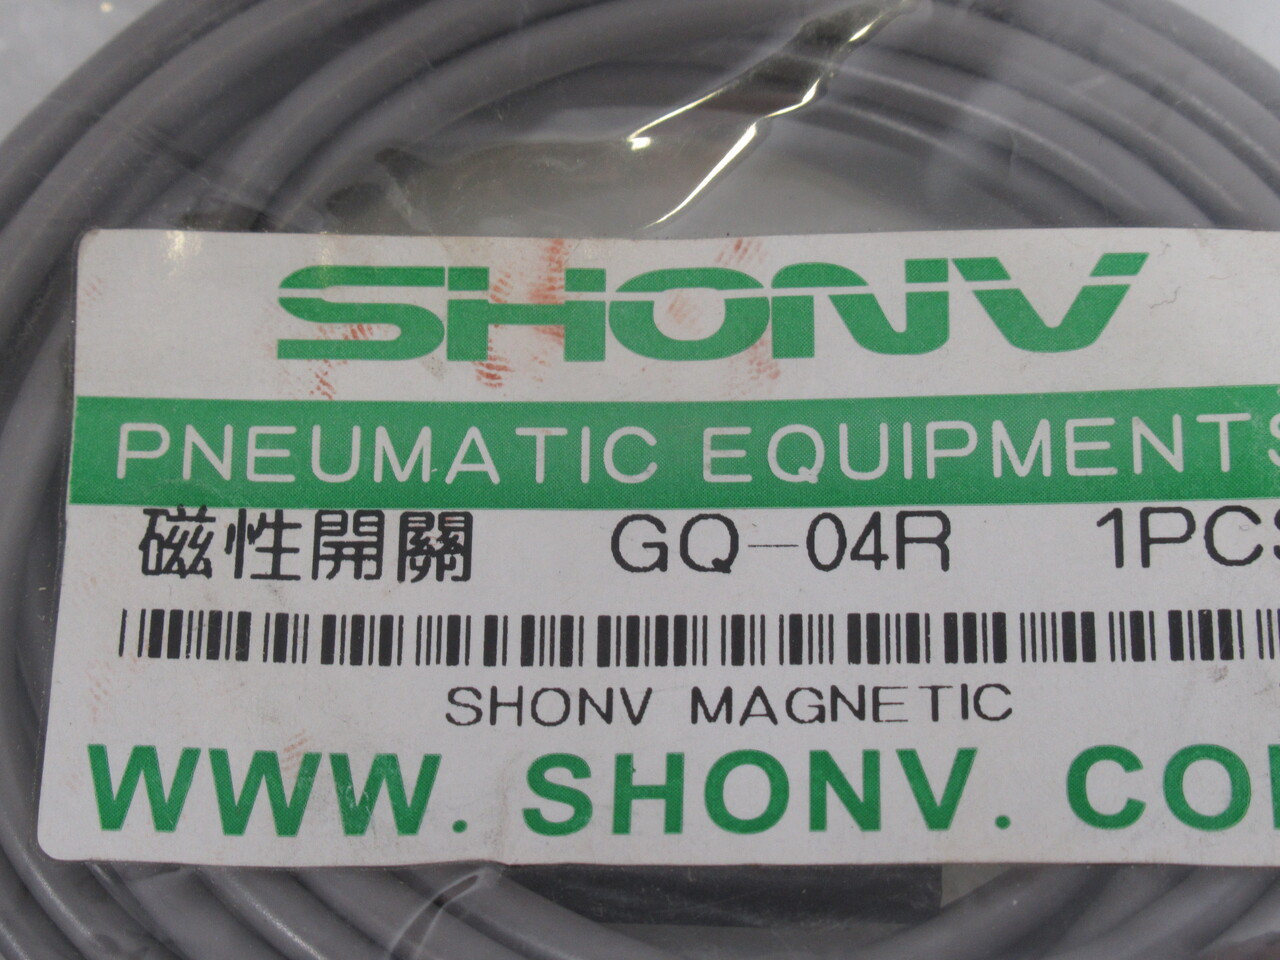 SHONV
PNEUMATIC EQUIPMENTS
磁性開關 GQ-04R 1PCS
SHONV MAGNETIC
WWW. SHONV. CO